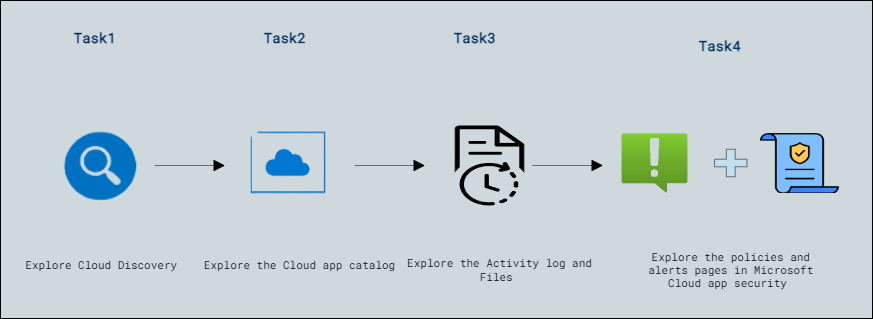 Task1
Task2
Task3
Task4
Explore Cloud Discovery
Explore the Cloud app catalog
Explore the Activity log and
Files
Explore the policies and
alerts pages in Microsoft
Cloud app security